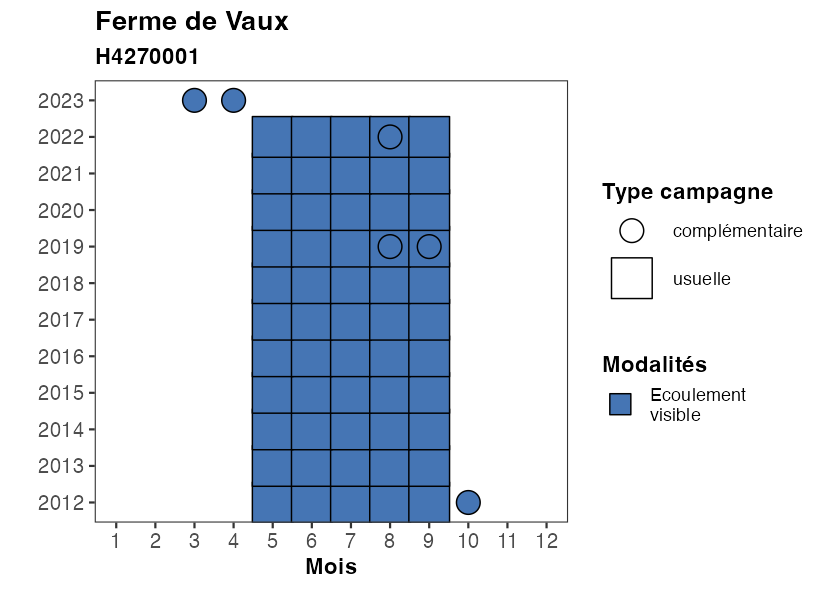 Ferme de Vaux
H4270001
2023
2022
2021
2020
2019
2018
2017
2016
2015
2014
2013
2012
1 2 3 4 5 6 7 8 9 10 11 12
Mois
Type campagne
complémentaire
usuelle
Modalités
Ecoulement
visible